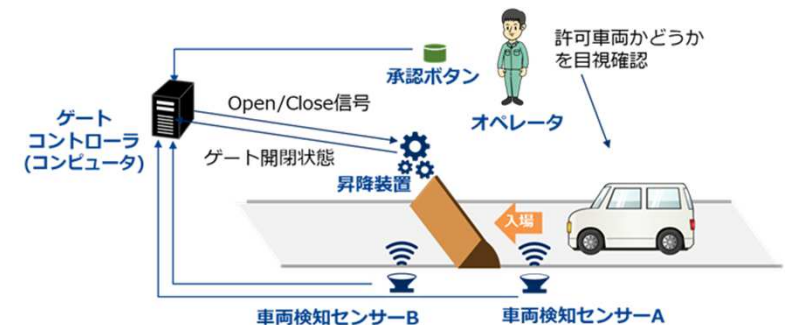 許可車両かどうか
を目視確認
承認ボタン
オペレータ
Open/Close信号
ゲート
コントローラ
(コンピュータ)
ゲート開閉状態
昇降装置
入場
車両検知センサーB
車両検知センサーA